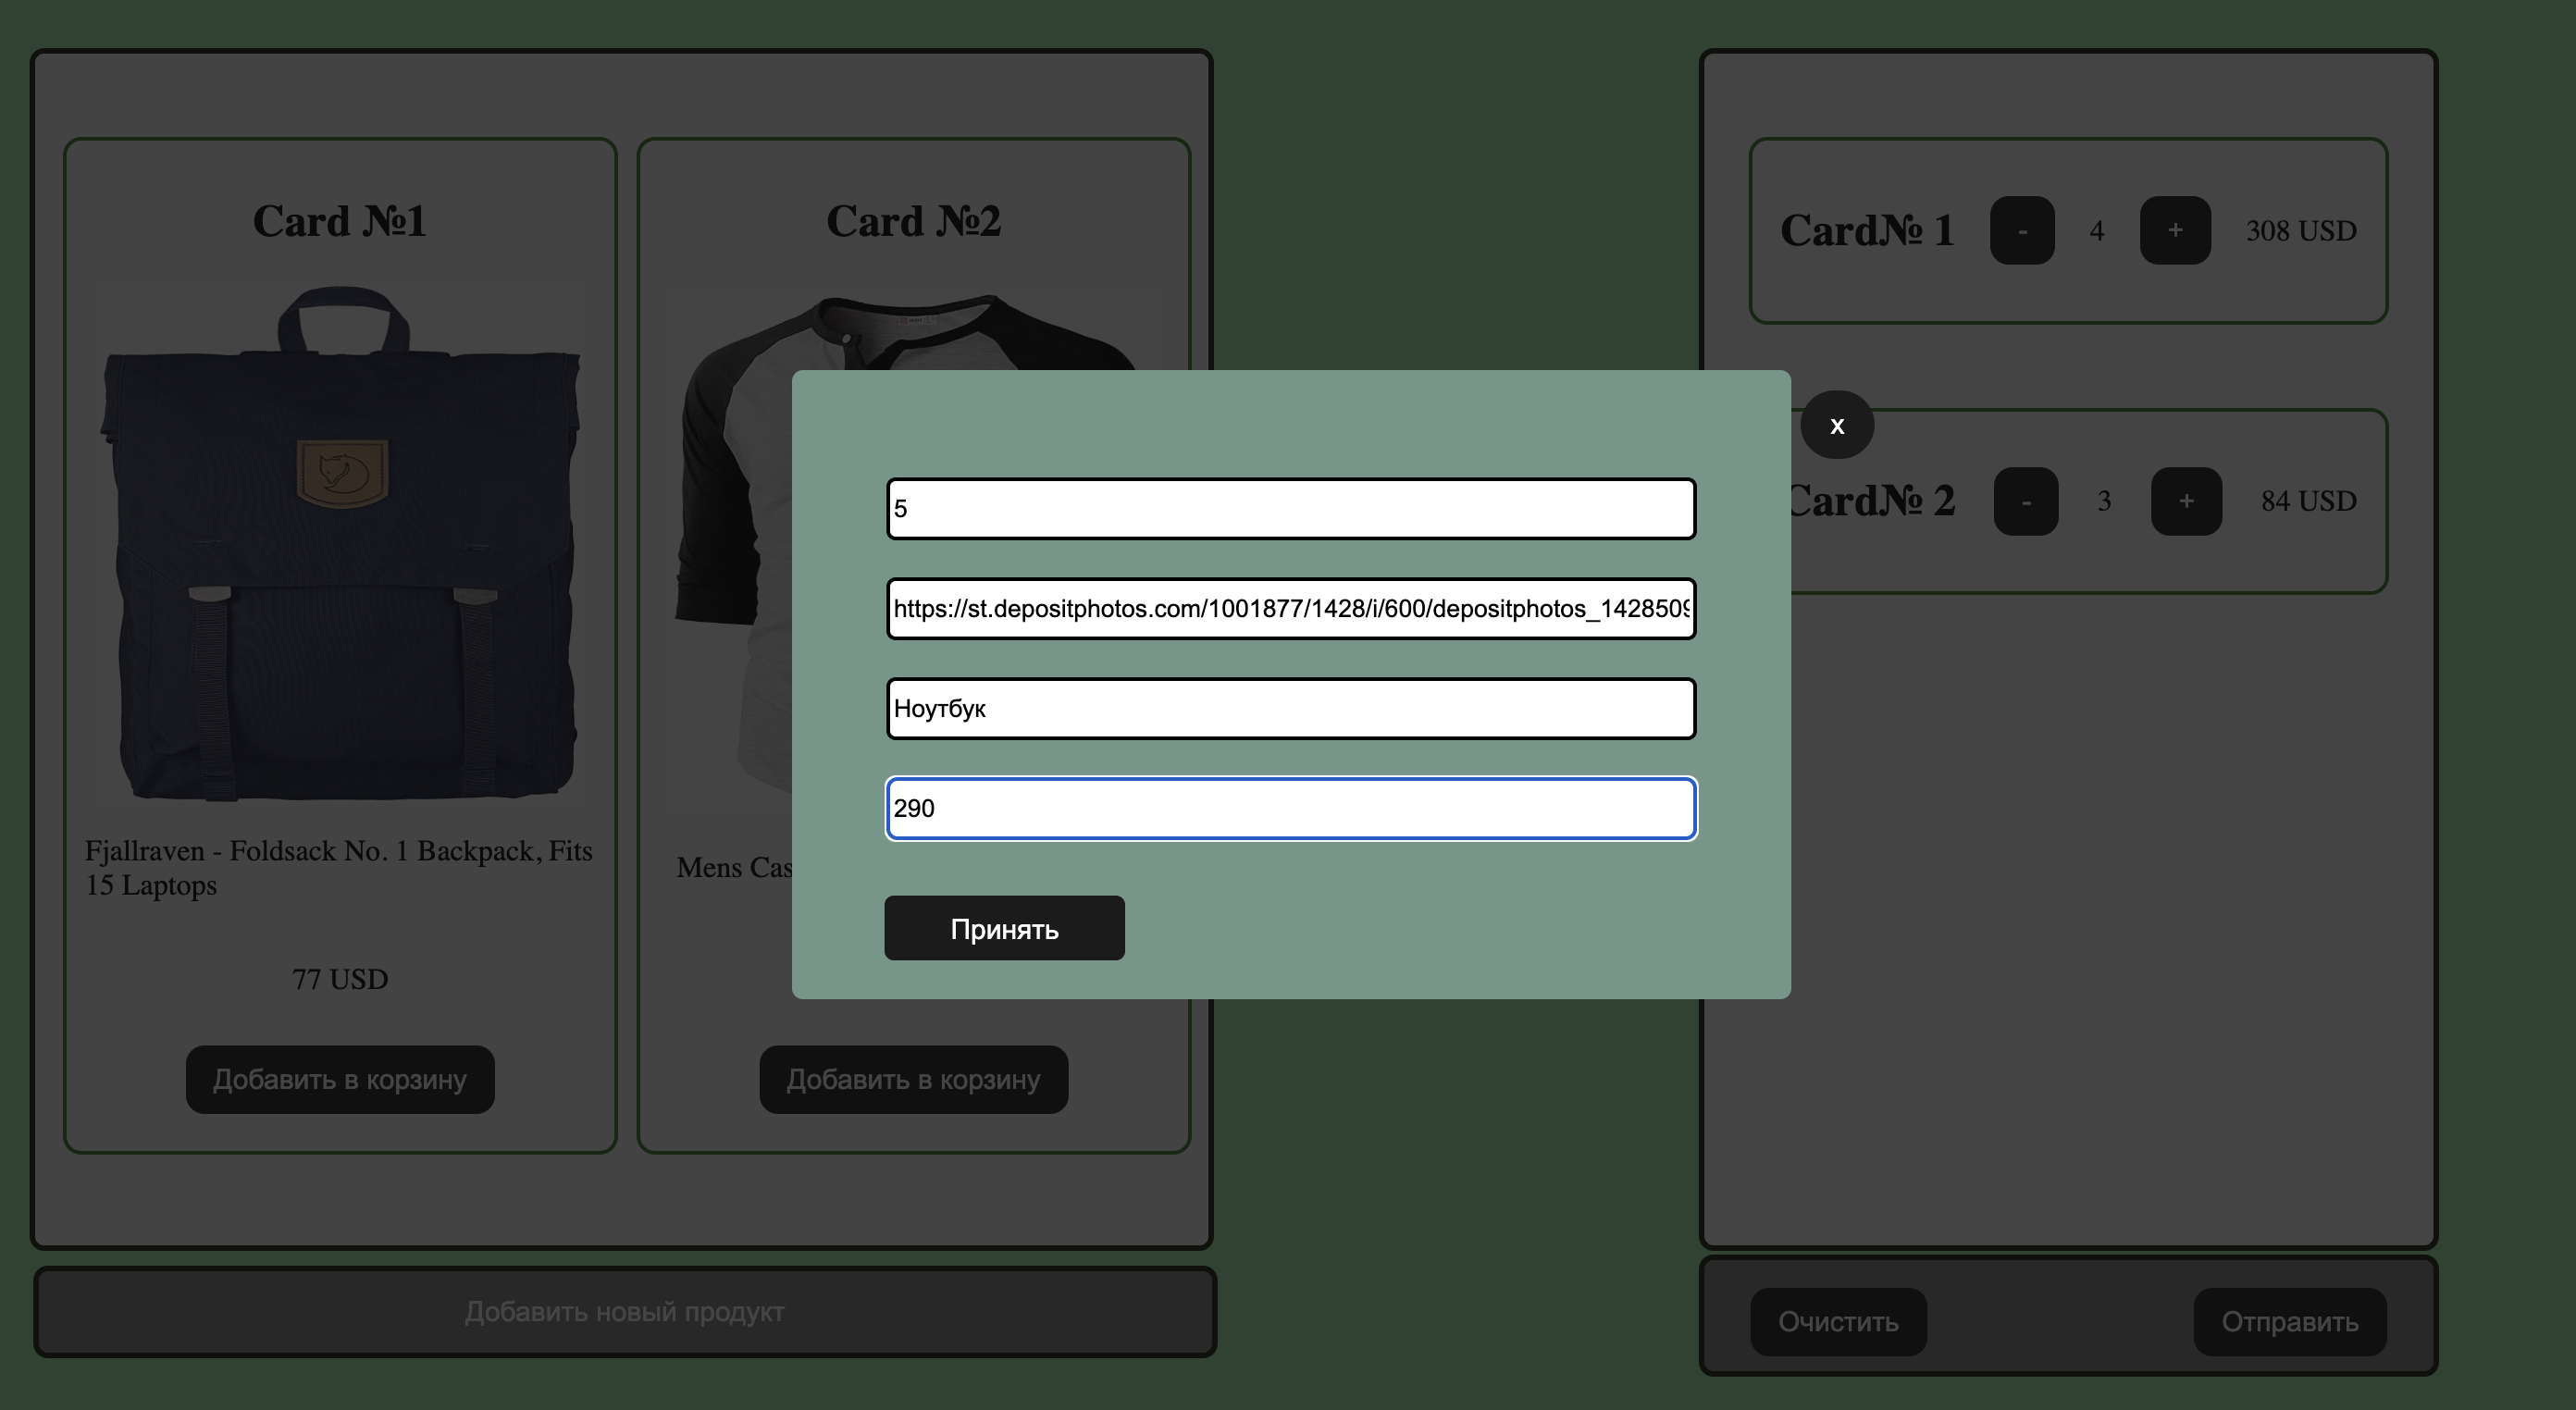 Card №1
Fjallraven - Foldsack No. 1 Backpack, Fits
15 Laptops
77 USD
Добавить в корзину
Card №2
Mens Cas
Добавить в корзину
Добавить новый продукт
5
https://st.depositphotos.com/1001877/1428/i/600/depositphotos_1428509
Ноутбук
290
Принять
x
Card№ 1
-
4
+
308 USD
Card№ 2
-
3
+
84 USD
Очистить
Отправить